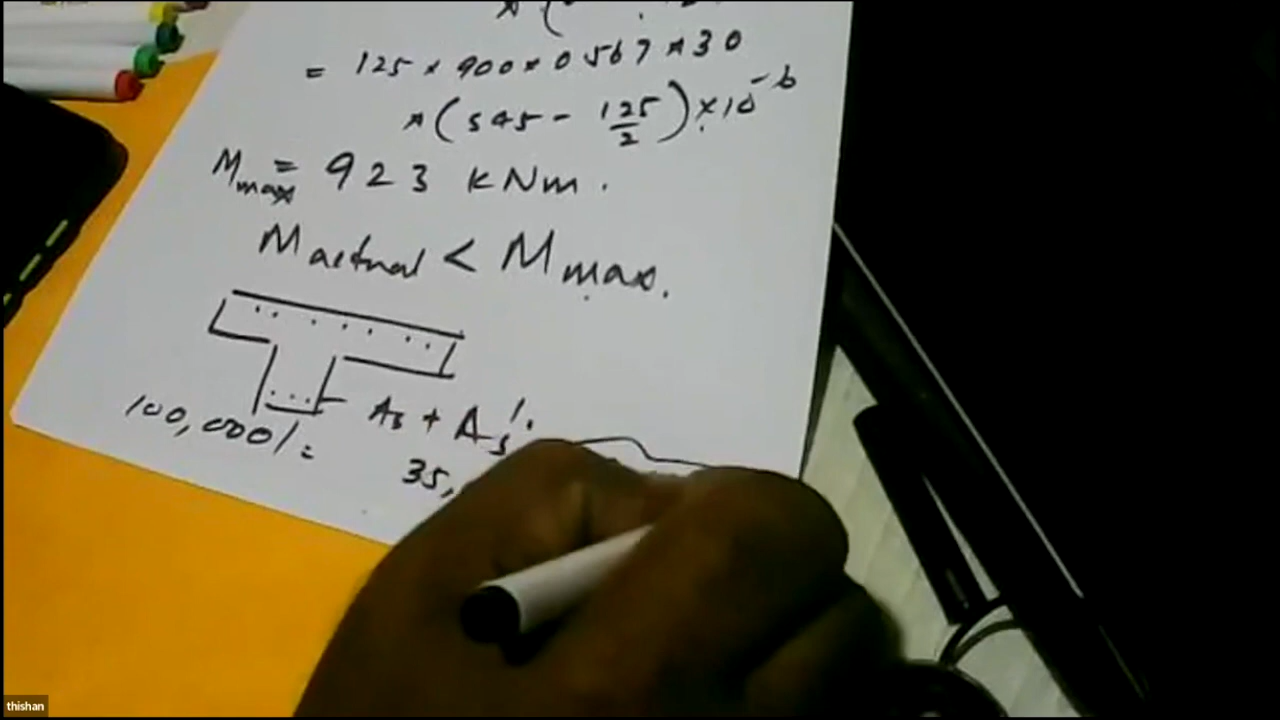 = 125 × 900 × 0 567 × 30
× (545 - 125/2) × 10⁻⁶
Mmax = 923 kNm.
Mactual < Mmax.
As + As'.
100,000/=
35,
thishan